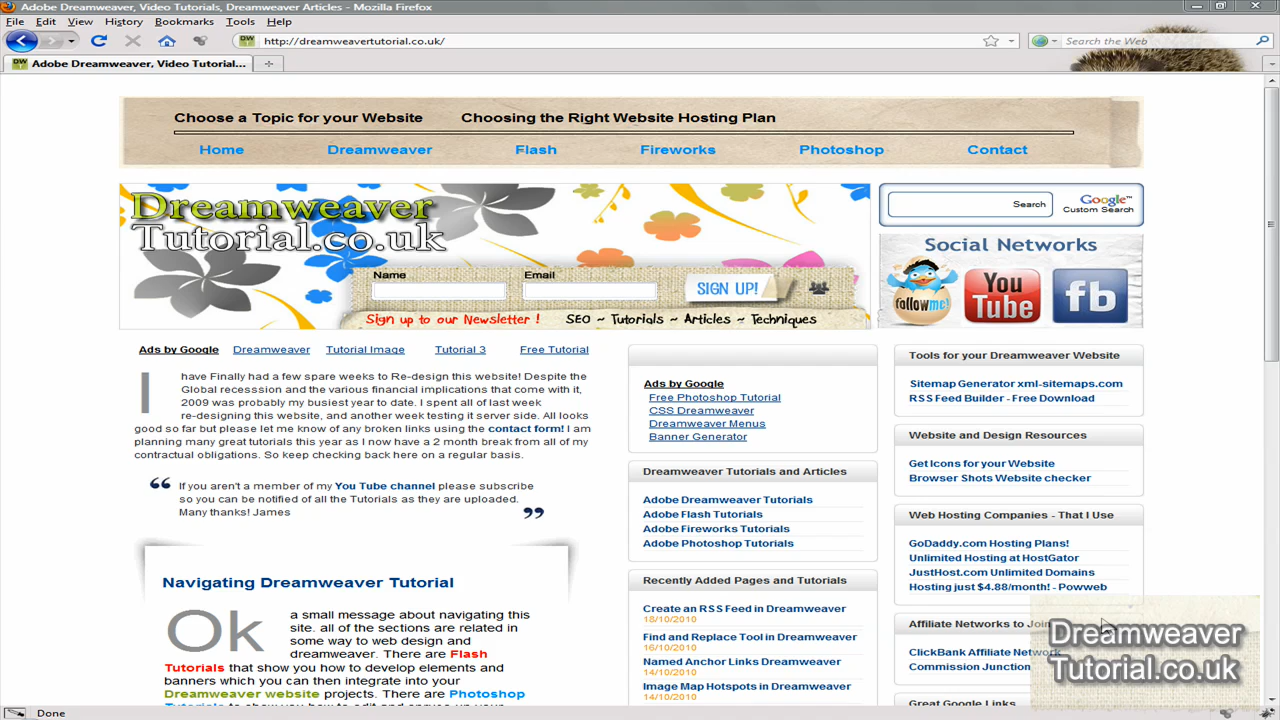 Adobe Dreamweaver, Video Tutorials, Dreamweaver Articles - Mozilla Firefox
File Edit View History Bookmarks Tools Help
http://dreamweavertutorial.co.uk/
Search the Web
DW Adobe Dreamweaver, Video Tutorial...
Choose a Topic for your Website Choosing the Right Website Hosting Plan
Home Dreamweaver Flash Fireworks Photoshop Contact
Dreamweaver
Tutorial.co.uk
Name Email
SIGN UP!
Sign up to our Newsletter ! SEO ~ Tutorials ~ Articles ~ Techniques
Search Google™
Custom Search
Social Networks
follow me! You Tube fb
Ads by Google Dreamweaver Tutorial Image Tutorial 3 Free Tutorial
I have Finally had a few spare weeks to Re-design this website! Despite the
Global recesssion and the various financial implications that come with it,
2009 was probably my busiest year to date. I spent all of last week
re-designing this website, and another week testing it server side. All looks
good so far but please let me know of any broken links using the contact form! I am
planning many great tutorials this year as I now have a 2 month break from all of my
contractual obligations. So keep checking back here on a regular basis.
“ If you aren't a member of my You Tube channel please subscribe
so you can be notified of all the Tutorials as they are uploaded.
Many thanks! James ”
Navigating Dreamweaver Tutorial
Ok a small message about navigating this
site. all of the sections are related in
some way to web design and
dreamweaver. There are Flash
Tutorials that show you how to develop elements and
banners which you can then integrate into your
Dreamweaver website projects. There are Photoshop
Ads by Google
Free Photoshop Tutorial
CSS Dreamweaver
Dreamweaver Menus
Banner Generator
Dreamweaver Tutorials and Articles
Adobe Dreamweaver Tutorials
Adobe Flash Tutorials
Adobe Fireworks Tutorials
Adobe Photoshop Tutorials
Recently Added Pages and Tutorials
Create an RSS Feed in Dreamweaver
18/10/2010
Find and Replace Tool in Dreamweaver
16/10/2010
Named Anchor Links Dreamweaver
14/10/2010
Image Map Hotspots in Dreamweaver
14/10/2010
Tools for your Dreamweaver Website
Sitemap Generator xml-sitemaps.com
RSS Feed Builder - Free Download
Website and Design Resources
Get Icons for your Website
Browser Shots Website checker
Web Hosting Companies - That I Use
GoDaddy.com Hosting Plans!
Unlimited Hosting at HostGator
JustHost.com Unlimited Domains
Hosting just $4.88/month! - Powweb
Affiliate Networks to Join
ClickBank Affiliate Network
Commission Junction
Great Google Links
Dreamweaver
Tutorial.co.uk
Done